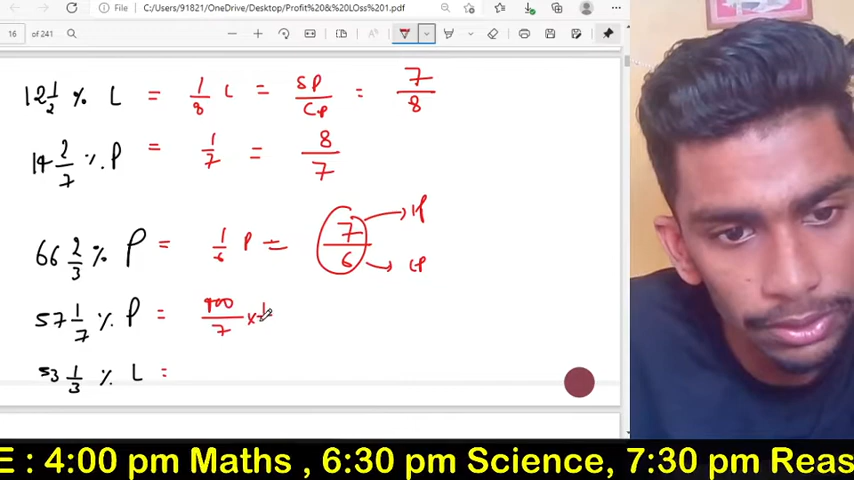 File | C:/Users/91821/OneDrive/Desktop/Profit%20&%20LOss%201.pdf
16 of 241
12 1/2 % L = 1/8 L = SP/CP = 7/8
14 2/7 % P = 1/7 = 8/7
66 2/3 % P = 1/6 P = 7/6
57 1/7 % P = 400/7 ×
53 1/3 % L =
E : 4:00 pm Maths , 6:30 pm Science, 7:30 pm Reas